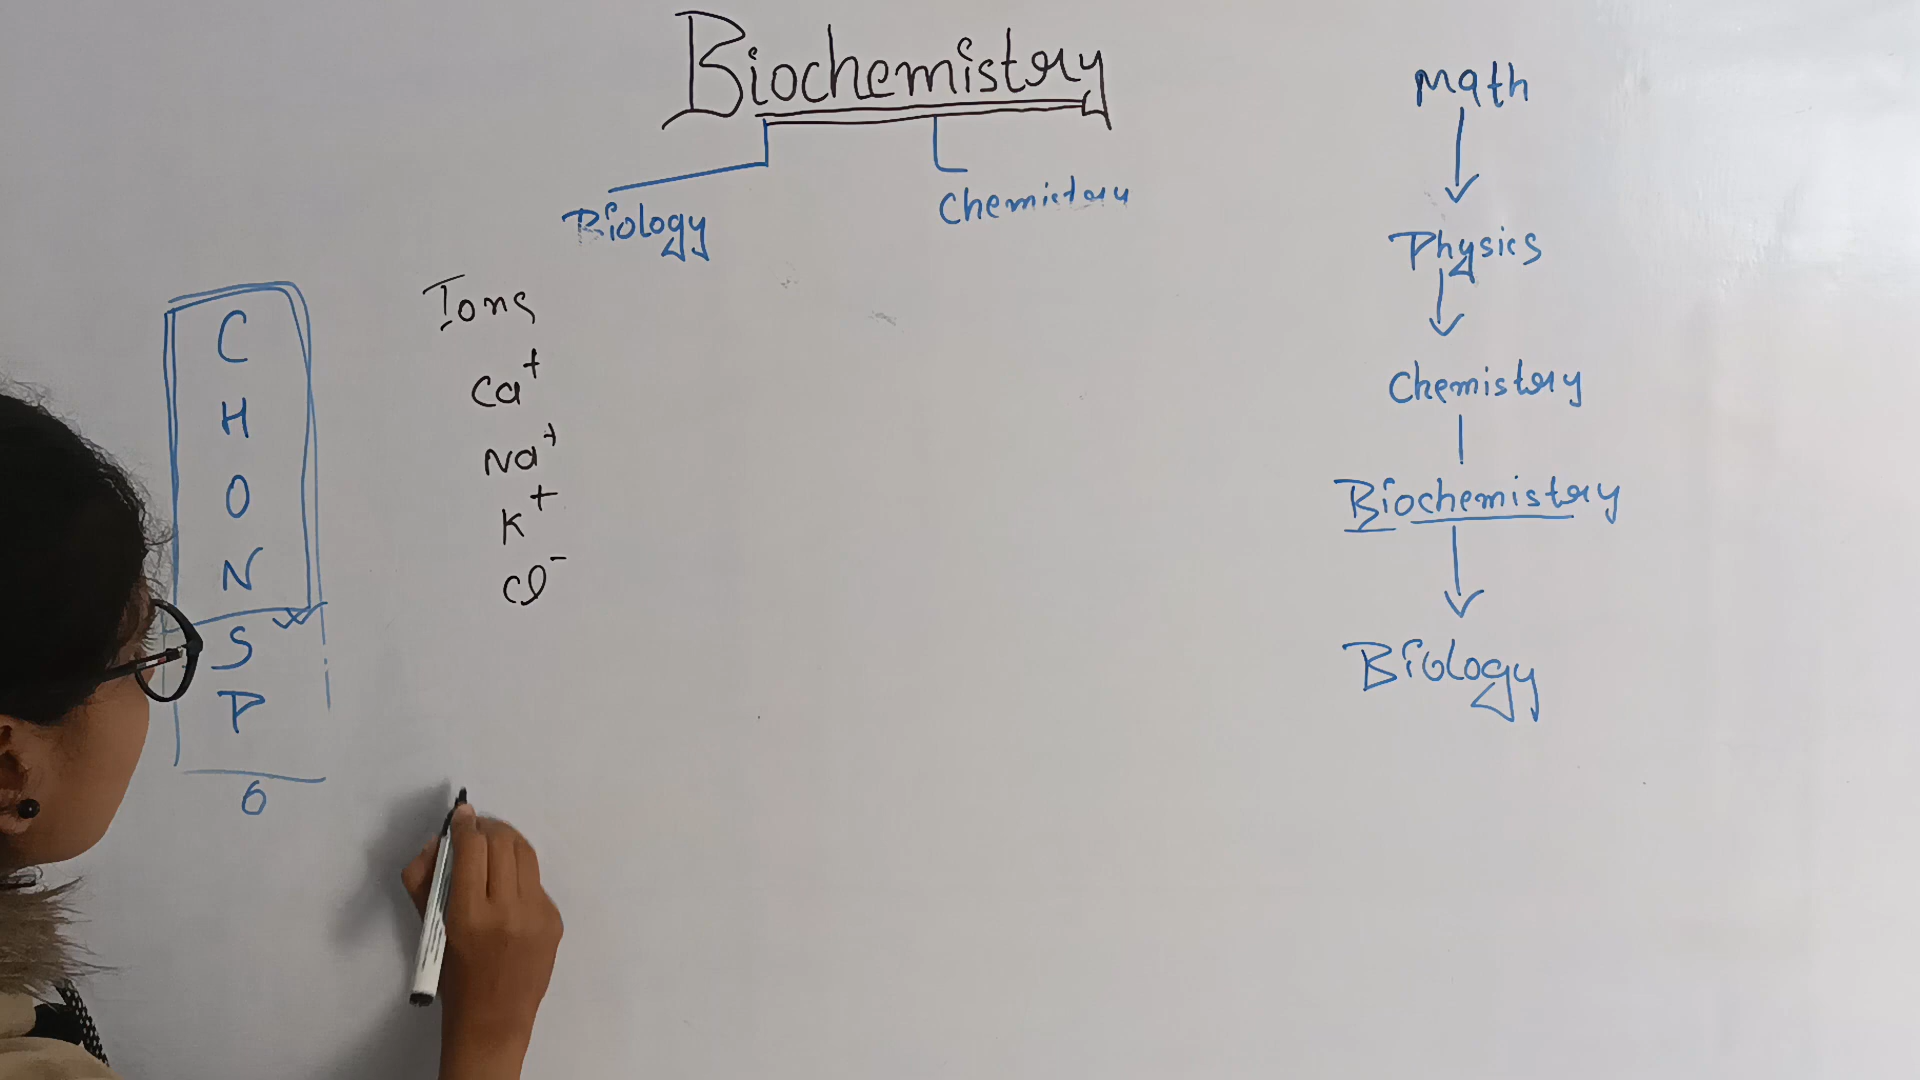 Biochemistry
Biology
Chemistry
C
H
O
N
S
P
6
Ions
Ca+
Na+
K+
Cl-
Math
Physics
Chemistry
Biochemistry
Biology